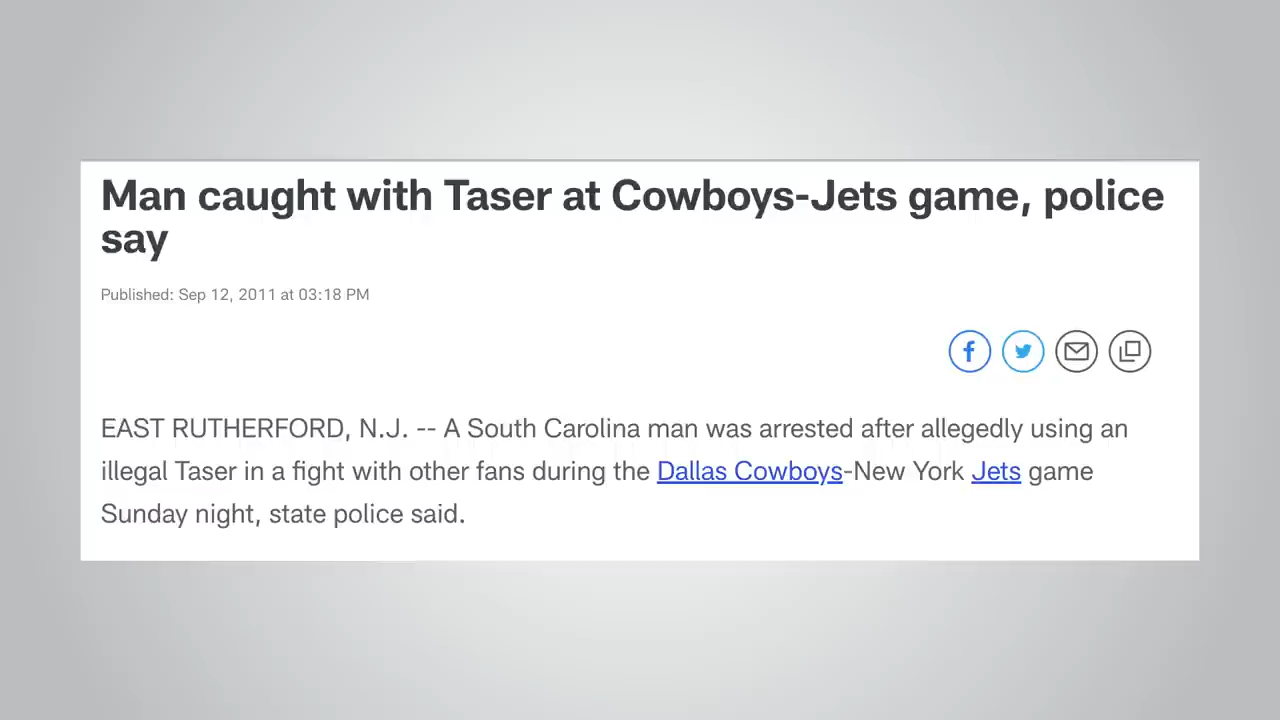 Man caught with Taser at Cowboys-Jets game, police
say
Published: Sep 12, 2011 at 03:18 PM
EAST RUTHERFORD, N.J. -- A South Carolina man was arrested after allegedly using an
illegal Taser in a fight with other fans during the Dallas Cowboys-New York Jets game
Sunday night, state police said.